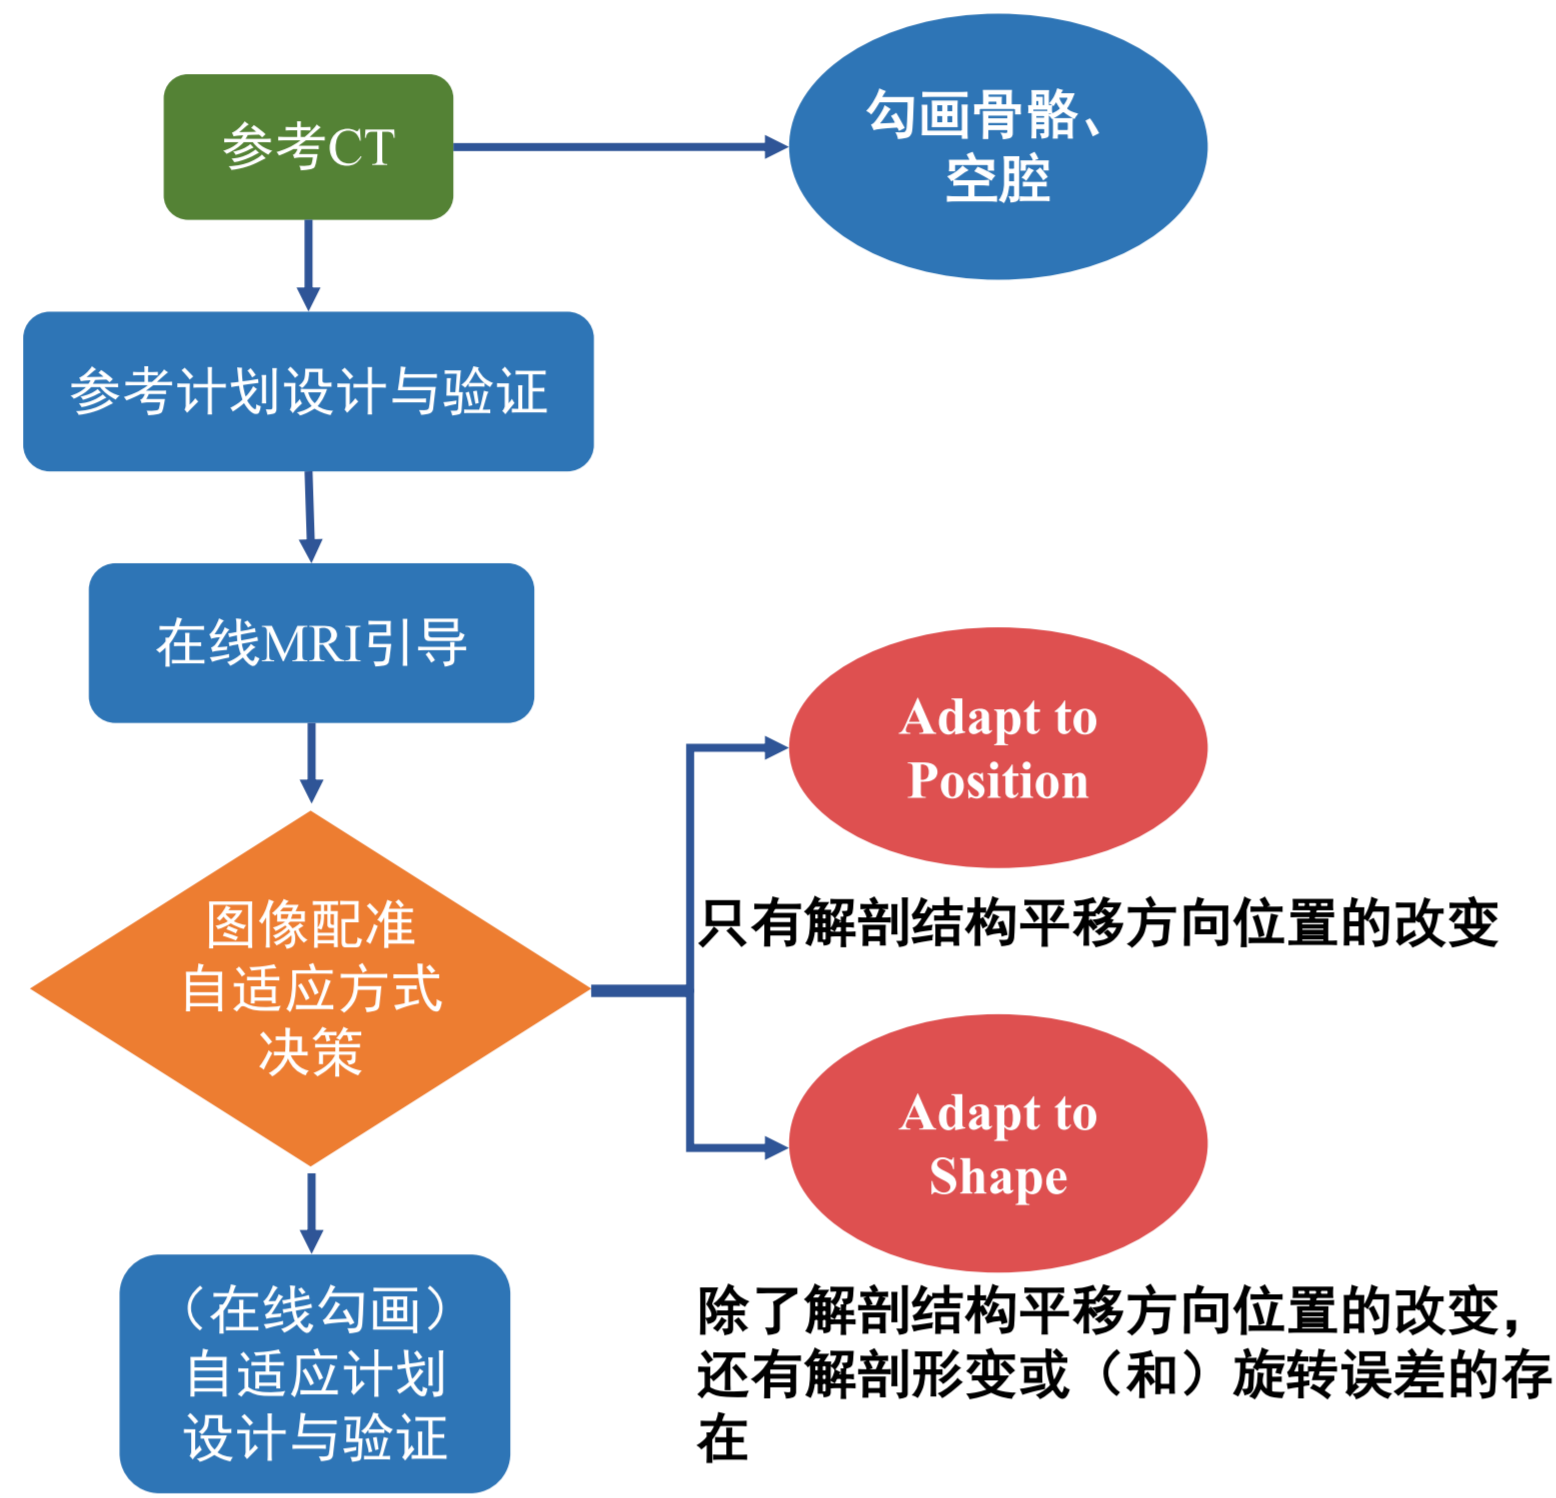 参考CT
勾画骨骼、
空腔
参考计划设计与验证
在线MRI引导
Adapt to
Position
只有解剖结构平移方向位置的改变
图像配准
自适应方式
决策
Adapt to
Shape
除了解剖结构平移方向位置的改变，
还有解剖形变或（和）旋转误差的存
在
（在线勾画）
自适应计划
设计与验证